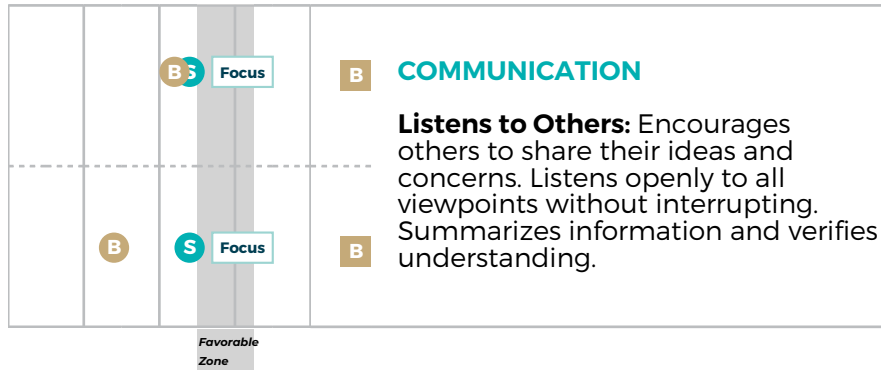 B
S
Focus
B
COMMUNICATION
Listens to Others: Encourages
others to share their ideas and
concerns. Listens openly to all
viewpoints without interrupting.
Summarizes information and verifies
understanding.
B
S
Focus
B
Favorable
Zone